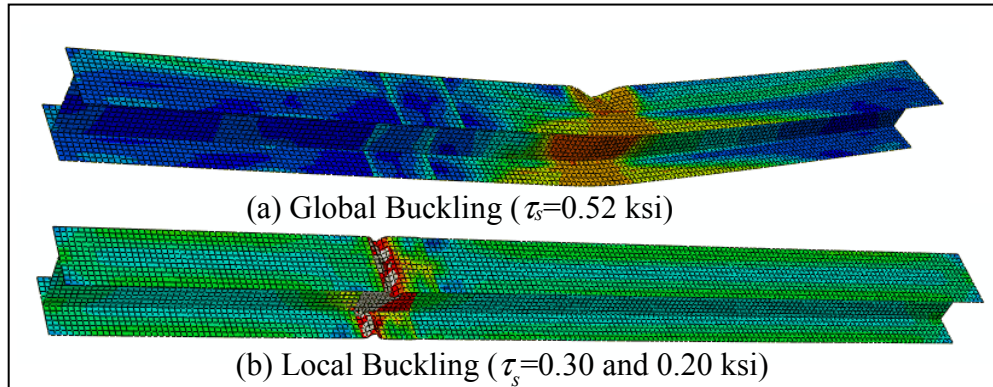 (a) Global Buckling (τs=0.52 ksi)
(b) Local Buckling (τs=0.30 and 0.20 ksi)